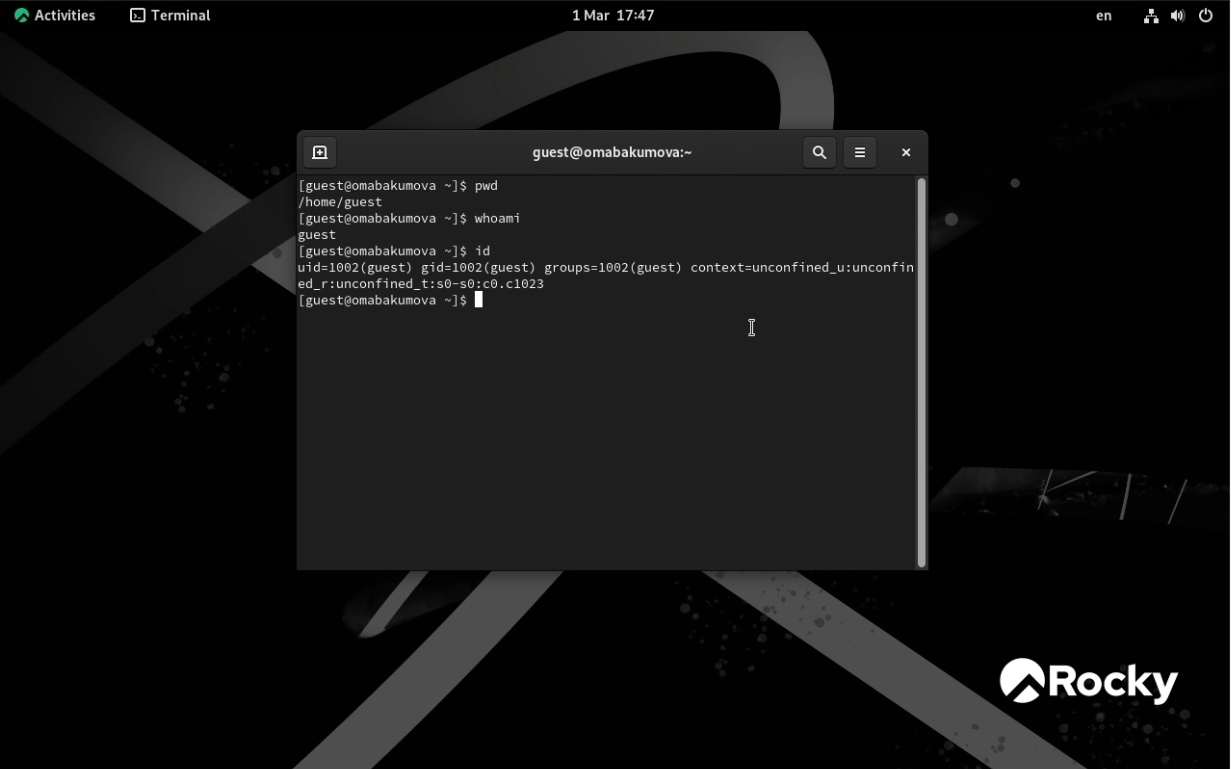 Activities Terminal 1 Mar 17:47 en
guest@omabakumova:~
[guest@omabakumova ~]$ pwd
/home/guest
[guest@omabakumova ~]$ whoami
guest
[guest@omabakumova ~]$ id
uid=1002(guest) gid=1002(guest) groups=1002(guest) context=unconfined_u:unconfin
ed_r:unconfined_t:s0-s0:c0.c1023
[guest@omabakumova ~]$
Rocky